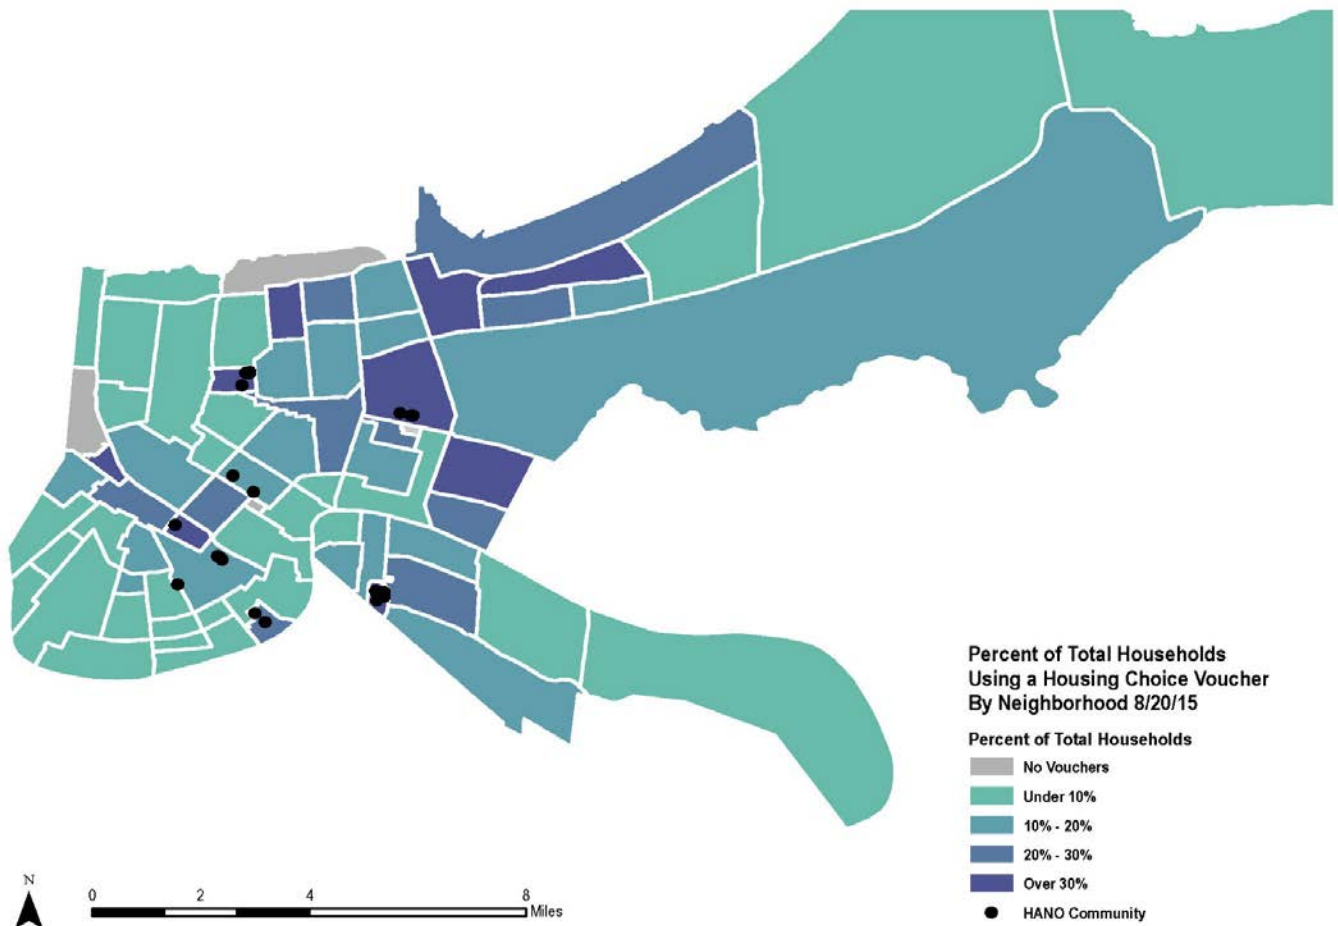 Percent of Total Households
Using a Housing Choice Voucher
By Neighborhood 8/20/15
Percent of Total Households
No Vouchers
Under 10%
10% - 20%
20% - 30%
Over 30%
HANO Community
N
0 2 4 8
Miles